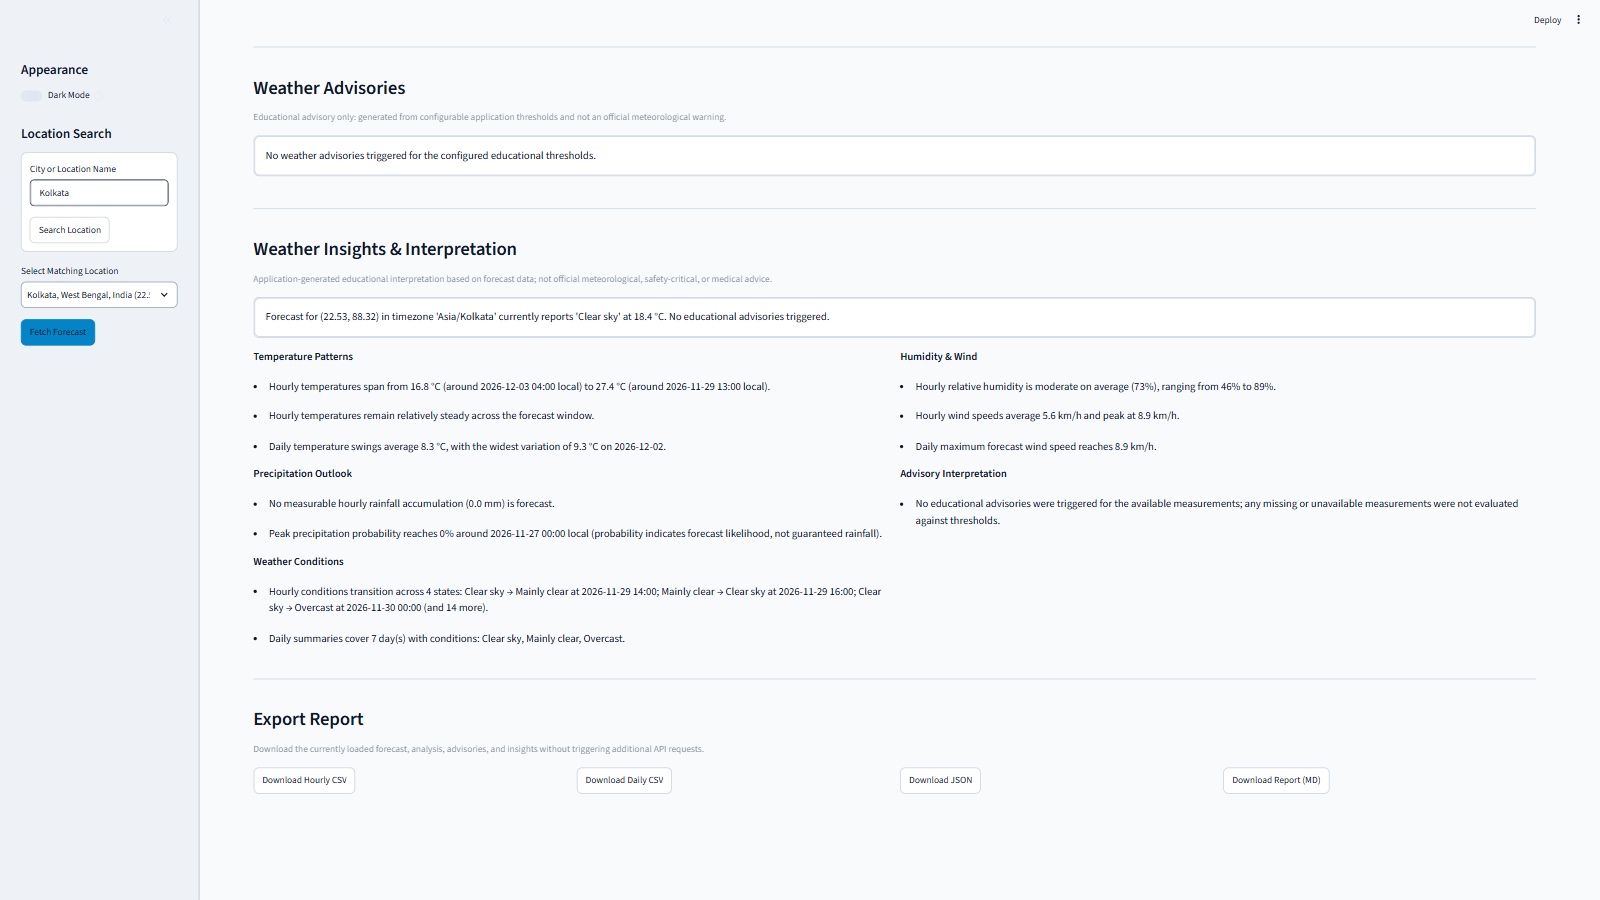 Deploy
Appearance
Dark Mode
Location Search
City or Location Name
Kolkata
Search Location
Select Matching Location
Kolkata, West Bengal, India (22.
Fetch Forecast
Weather Advisories
Educational advisory only: generated from configurable application thresholds and not an official meteorological warning.
No weather advisories triggered for the configured educational thresholds.
Weather Insights & Interpretation
Application-generated educational interpretation based on forecast data; not official meteorological, safety-critical, or medical advice.
Forecast for (22.53, 88.32) in timezone 'Asia/Kolkata' currently reports 'Clear sky' at 18.4 °C. No educational advisories triggered.
Temperature Patterns
• Hourly temperatures span from 16.8 °C (around 2026-12-03 04:00 local) to 27.4 °C (around 2026-11-29 13:00 local).
• Hourly temperatures remain relatively steady across the forecast window.
• Daily temperature swings average 8.3 °C, with the widest variation of 9.3 °C on 2026-12-02.
Precipitation Outlook
• No measurable hourly rainfall accumulation (0.0 mm) is forecast.
• Peak precipitation probability reaches 0% around 2026-11-27 00:00 local (probability indicates forecast likelihood, not guaranteed rainfall).
Weather Conditions
• Hourly conditions transition across 4 states: Clear sky → Mainly clear at 2026-11-29 14:00; Mainly clear → Clear sky at 2026-11-29 16:00; Clear
sky → Overcast at 2026-11-30 00:00 (and 14 more).
• Daily summaries cover 7 day(s) with conditions: Clear sky, Mainly clear, Overcast.
Humidity & Wind
• Hourly relative humidity is moderate on average (73%), ranging from 46% to 89%.
• Hourly wind speeds average 5.6 km/h and peak at 8.9 km/h.
• Daily maximum forecast wind speed reaches 8.9 km/h.
Advisory Interpretation
• No educational advisories were triggered for the available measurements; any missing or unavailable measurements were not evaluated
against thresholds.
Export Report
Download the currently loaded forecast, analysis, advisories, and insights without triggering additional API requests.
Download Hourly CSV
Download Daily CSV
Download JSON
Download Report (MD)